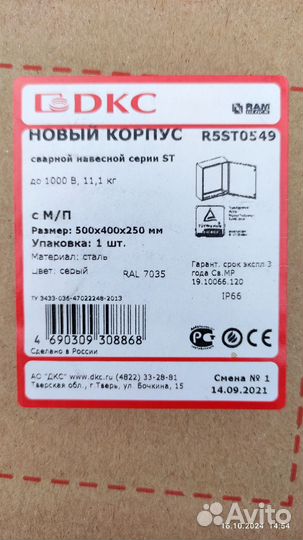 DKC
RAM
block
НОВЫЙ КОРПУС R5ST0549
сварной навесной серии ST
до 1000 В, 11,1 кг
с М/П
Размер: 500х400х250 мм
Упаковка: 1 шт.
Материал: сталь
Цвет: серый RAL 7035
Гарант. срок экспл 3
года Св.МР
19.10066.120
IP66
ТУ 3433-036-47022248-2013
4 690309 308868
Сделано в России
АО "ДКС" www.dkc.ru (4822) 33-28-81
Тверская обл., г.Тверь, ул. Бочкина, 15
Смена № 1
14.09.2021
Avito
16.10.2024 14:54